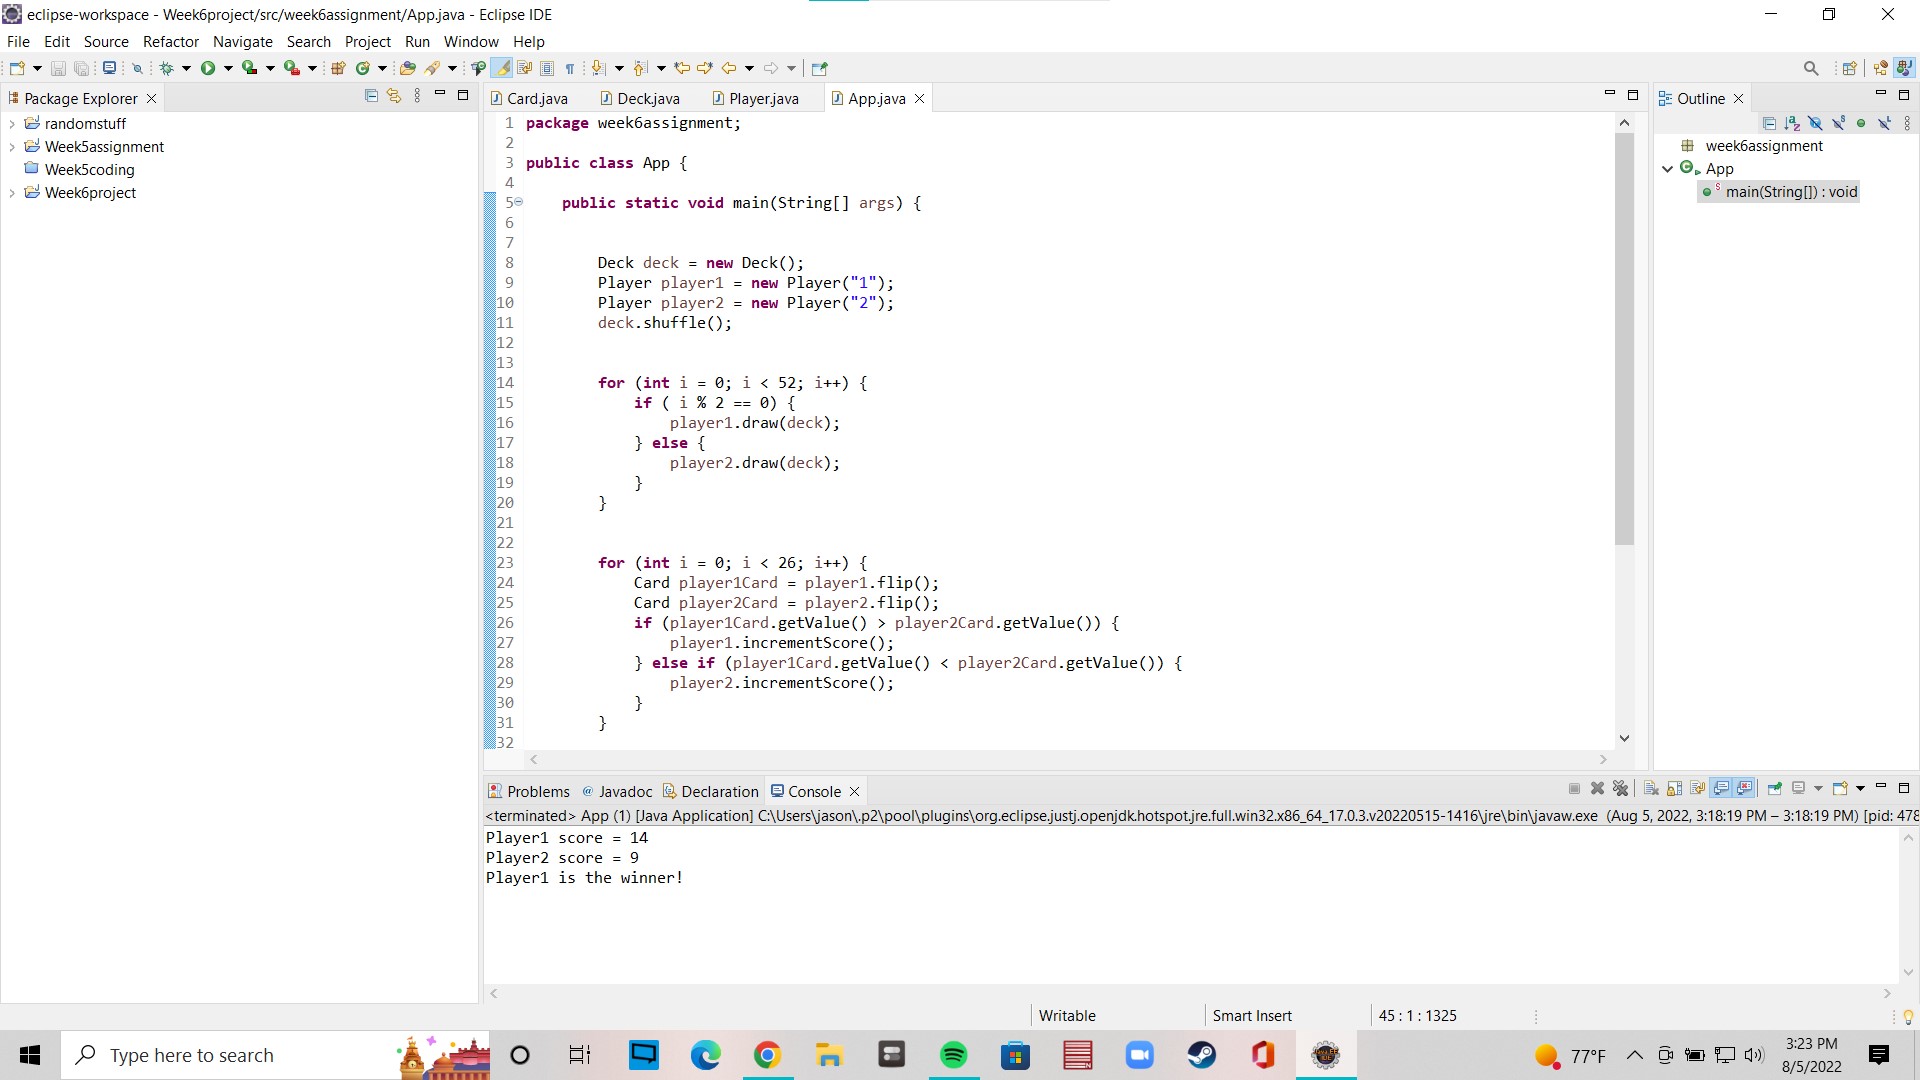 eclipse-workspace - Week6project/src/week6assignment/App.java - Eclipse IDE
File Edit Source Refactor Navigate Search Project Run Window Help
Package Explorer
randomstuff
Week5assignment
Week5coding
Week6project
Card.java Deck.java Player.java App.java
1 package week6assignment;
2
3 public class App {
4
5 public static void main(String[] args) {
6
7
8 Deck deck = new Deck();
9 Player player1 = new Player("1");
10 Player player2 = new Player("2");
11 deck.shuffle();
12
13
14 for (int i = 0; i < 52; i++) {
15 if ( i % 2 == 0) {
16 player1.draw(deck);
17 } else {
18 player2.draw(deck);
19 }
20 }
21
22
23 for (int i = 0; i < 26; i++) {
24 Card player1Card = player1.flip();
25 Card player2Card = player2.flip();
26 if (player1Card.getValue() > player2Card.getValue()) {
27 player1.incrementScore();
28 } else if (player1Card.getValue() < player2Card.getValue()) {
29 player2.incrementScore();
30 }
31 }
32
Outline
week6assignment
App
main(String[]) : void
Problems Javadoc Declaration Console
<terminated> App (1) [Java Application] C:\Users\jason\.p2\pool\plugins\org.eclipse.justj.openjdk.hotspot.jre.full.win32.x86_64_17.0.3.v20220515-1416\jre\bin\javaw.exe (Aug 5, 2022, 3:18:19 PM – 3:18:19 PM) [pid: 478
Player1 score = 14
Player2 score = 9
Player1 is the winner!
Writable Smart Insert 45 : 1 : 1325
Type here to search
77°F
3:23 PM
8/5/2022